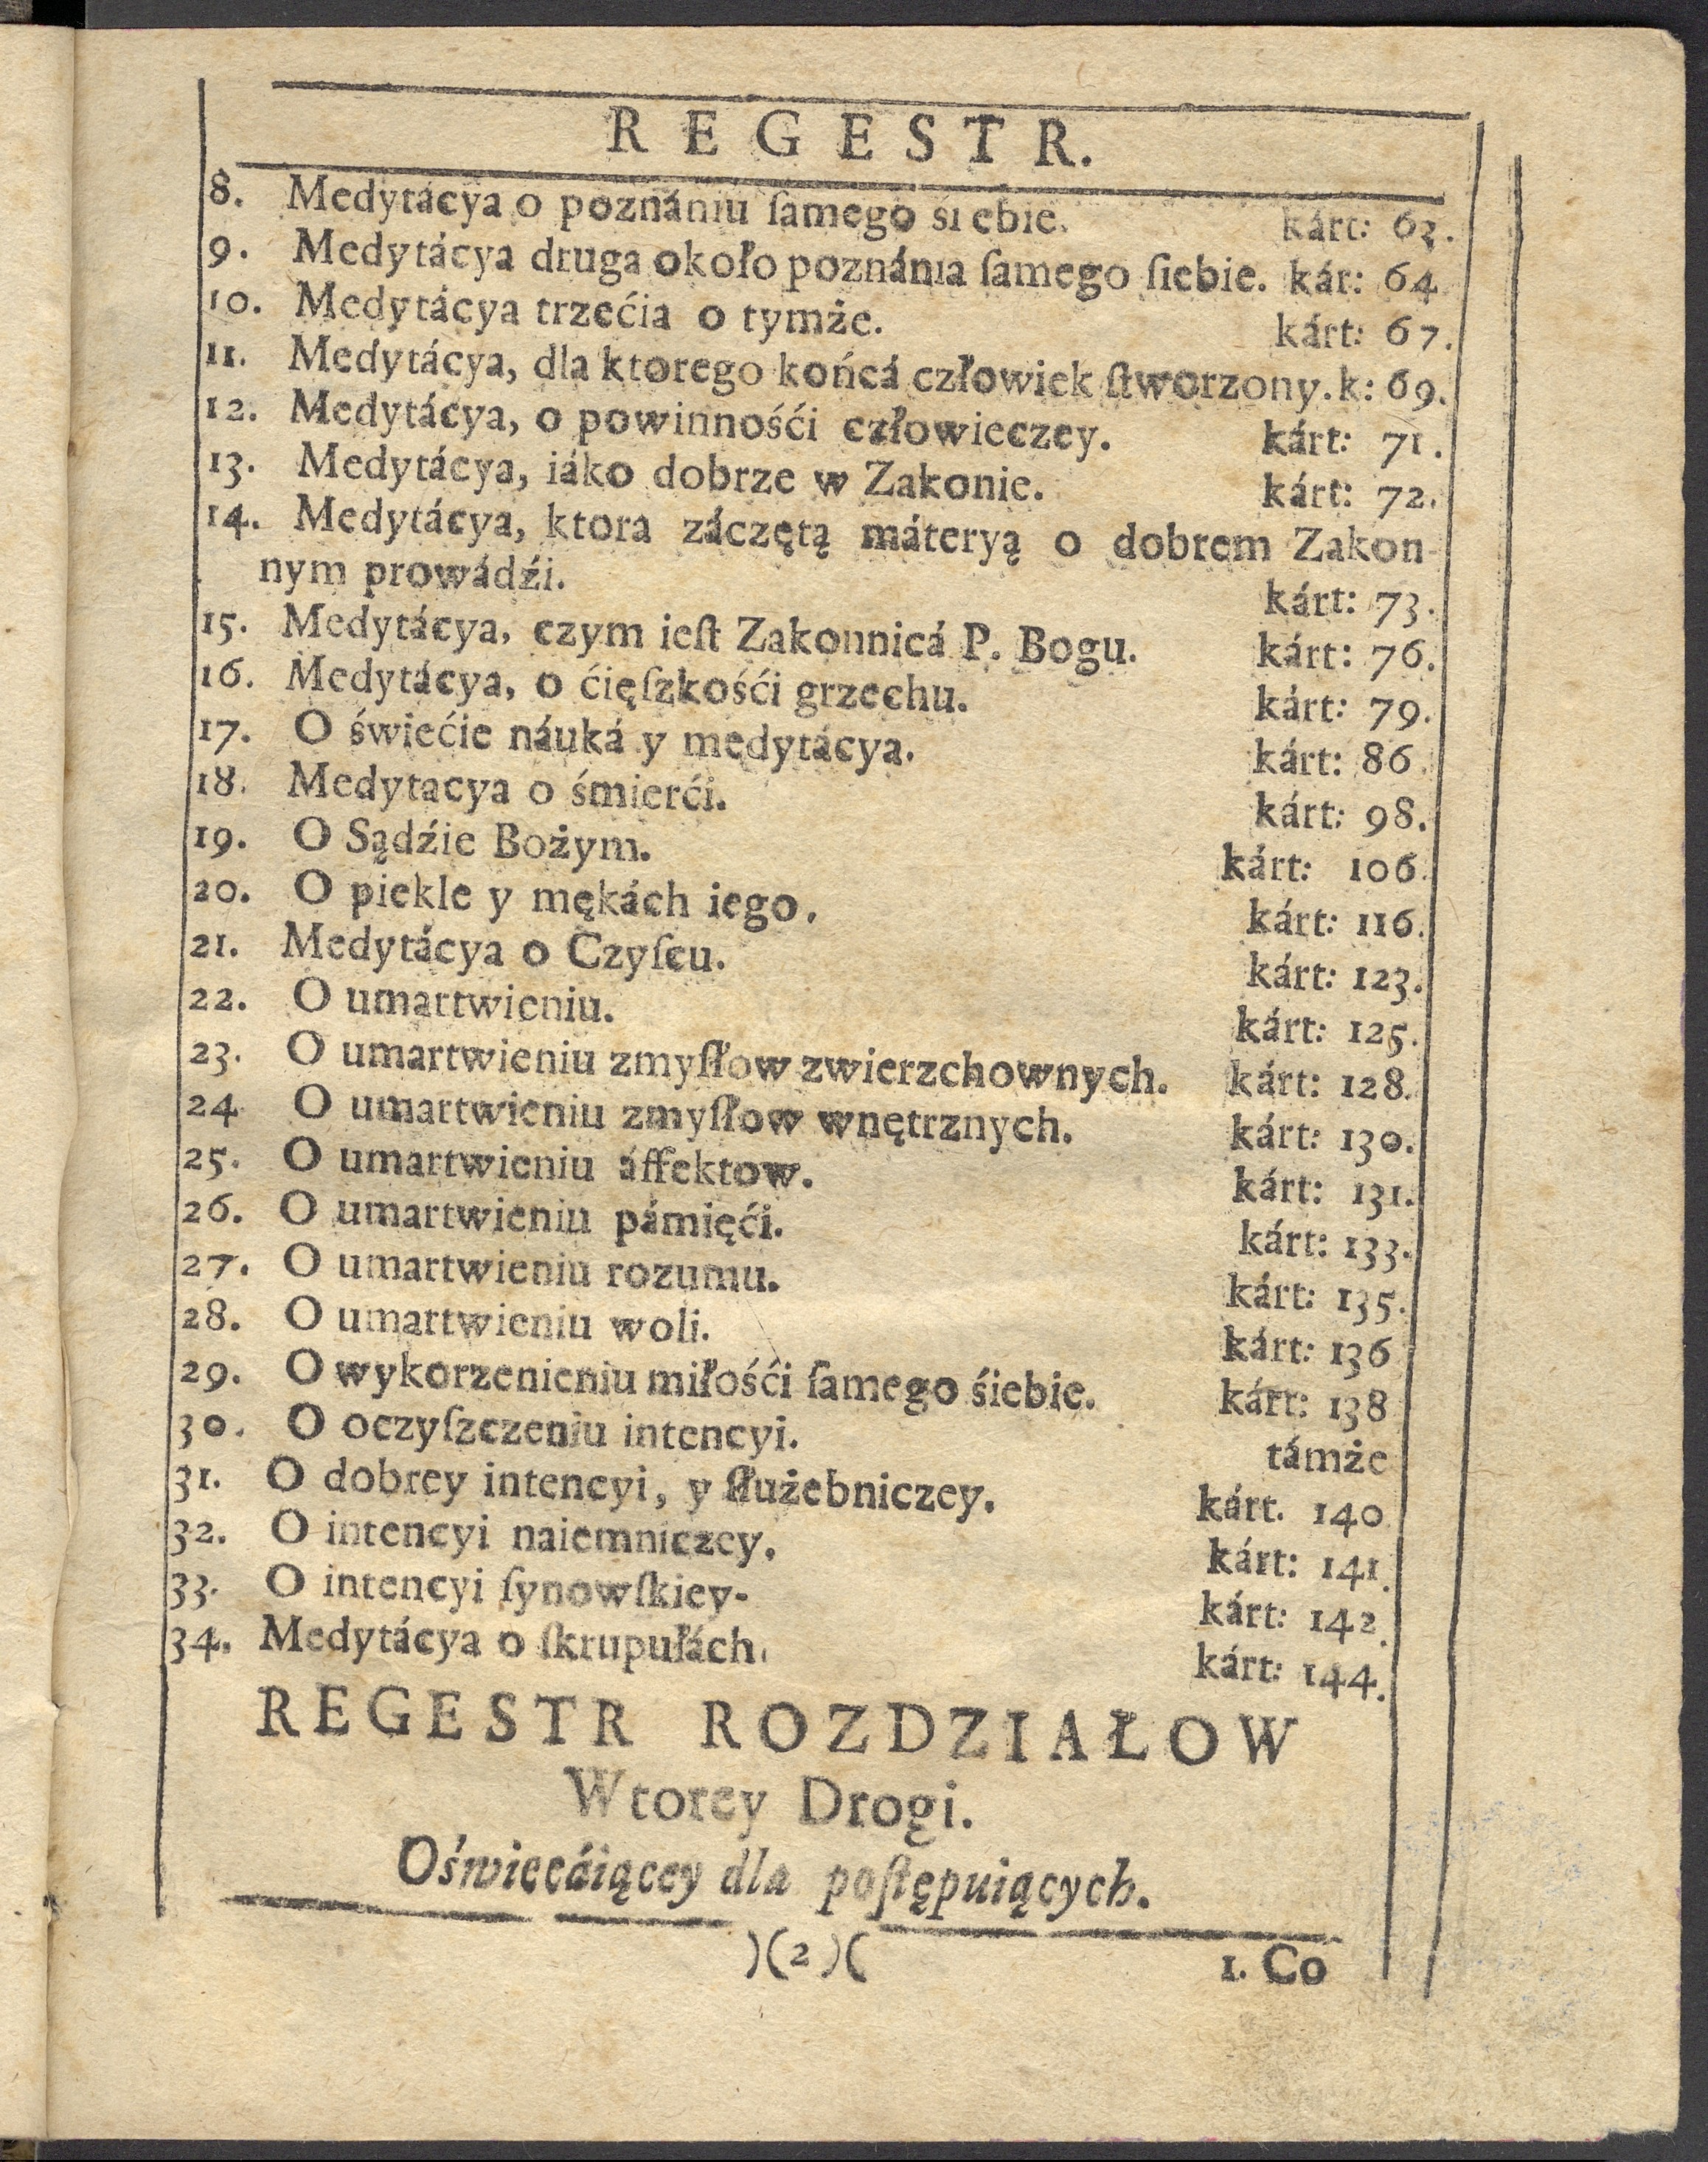 REGESTR.
8. Medytácya o poznániu ſamego si ebie. kárt: 63.
9. Medytácya druga około poznánia ſamego ſiebie. kár: 64
10. Medytácya trzećia o tymże. kárt: 67.
11. Medytácya, dla ktorego końcá człowiek ſtworzony. k: 69.
12. Medytácya, o powinnośći człowieczey. kárt: 71.
13. Medytácya, iáko dobrze w Zakonie. kárt: 72.
14. Medytácya, ktora záczętą máteryą o dobrem Zakon-
nym prowádźi. kárt: 73.
15. Medytácya, czym ieſt Zakonnicá P. Bogu. kárt: 76.
16. Medytácya, o ćięſzkośći grzechu. kárt: 79.
17. O świećie náuká y medytácya. kárt: 86.
18. Medytacya o śmierći. kárt: 98.
19. O Sądźie Bożym. kárt: 106.
20. O piekle y mękách iego. kárt: 116.
21. Medytácya o Czyſcu. kárt: 123.
22. O umartwieniu. kárt: 125.
23. O umartwieniu zmyſłow zwierzchownych. kárt: 128.
24 O umartwieniu zmyſłow wnętrznych. kárt: 130.
25. O umartwieniu áffektow. kárt: 131.
26. O umartwieniu pámięći. kárt: 133.
27. O umartwieniu rozumu. kárt: 135.
28. O umartwieniu woli. kárt: 136
29. O wykorzenieniu miłośći ſamego śiebie. kárt: 138
30. O oczyſzczeniu intencyi. támże
31. O dobrey intencyi, y ſłużebniczey. kárt. 140
32. O intencyi naiemniczey. kárt: 141.
33. O intencyi ſynowſkiey- kárt: 142.
34. Medytácya o ſkrupułách. kárt: 144.
REGESTR ROZDZIAŁOW
Wtorey Drogi.
Oświecáiącey dla poſtępuiących.
)(2)( 1. Co